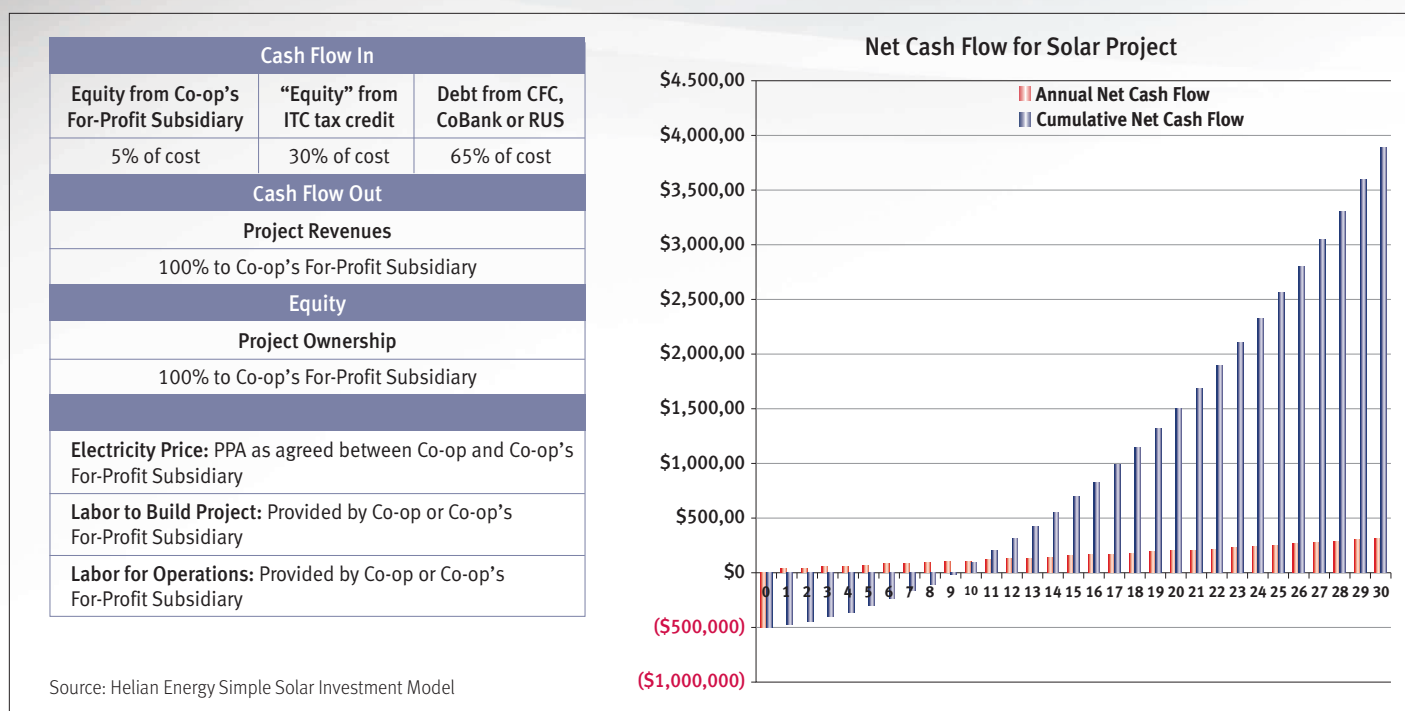 Cash Flow In
Equity from Co-op's
For-Profit Subsidiary
"Equity" from
ITC tax credit
Debt from CFC,
CoBank or RUS
5% of cost
30% of cost
65% of cost
Cash Flow Out
Project Revenues
100% to Co-op's For-Profit Subsidiary
Equity
Project Ownership
100% to Co-op's For-Profit Subsidiary
Electricity Price: PPA as agreed between Co-op and Co-op's
For-Profit Subsidiary
Labor to Build Project: Provided by Co-op or Co-op's
For-Profit Subsidiary
Labor for Operations: Provided by Co-op or Co-op's
For-Profit Subsidiary
Source: Helian Energy Simple Solar Investment Model
Net Cash Flow for Solar Project
Annual Net Cash Flow
Cumulative Net Cash Flow
$4.500,00
$4,000,00
$3,500,00
$3,000,00
$2,500,00
$2,000,00
$1,500,00
$1,000,00
$500,00
$0
($500,000)
($1,000,000)
0 1 2 3 4 5 6 7 8 9 10 11 12 13 14 15 16 17 18 19 20 21 22 23 24 25 26 27 28 29 30